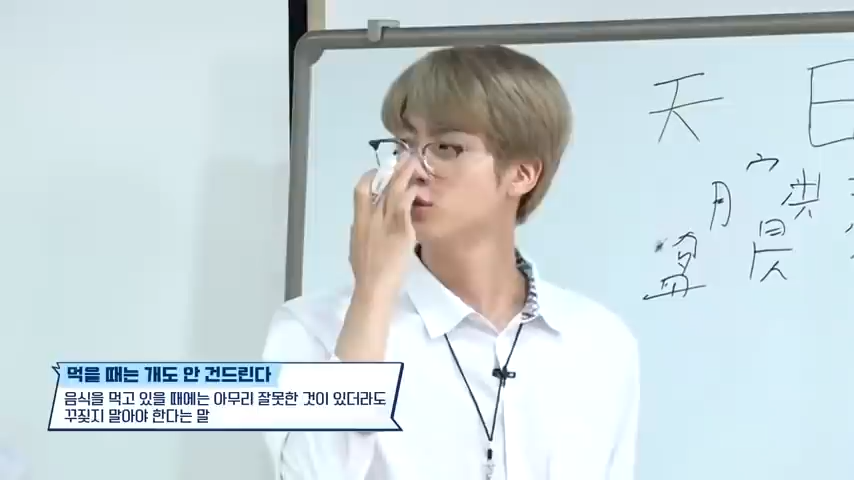 天 日
먹을 때는 개도 안 건드린다
음식을 먹고 있을 때에는 아무리 잘못한 것이 있더라도
꾸짖지 말아야 한다는 말